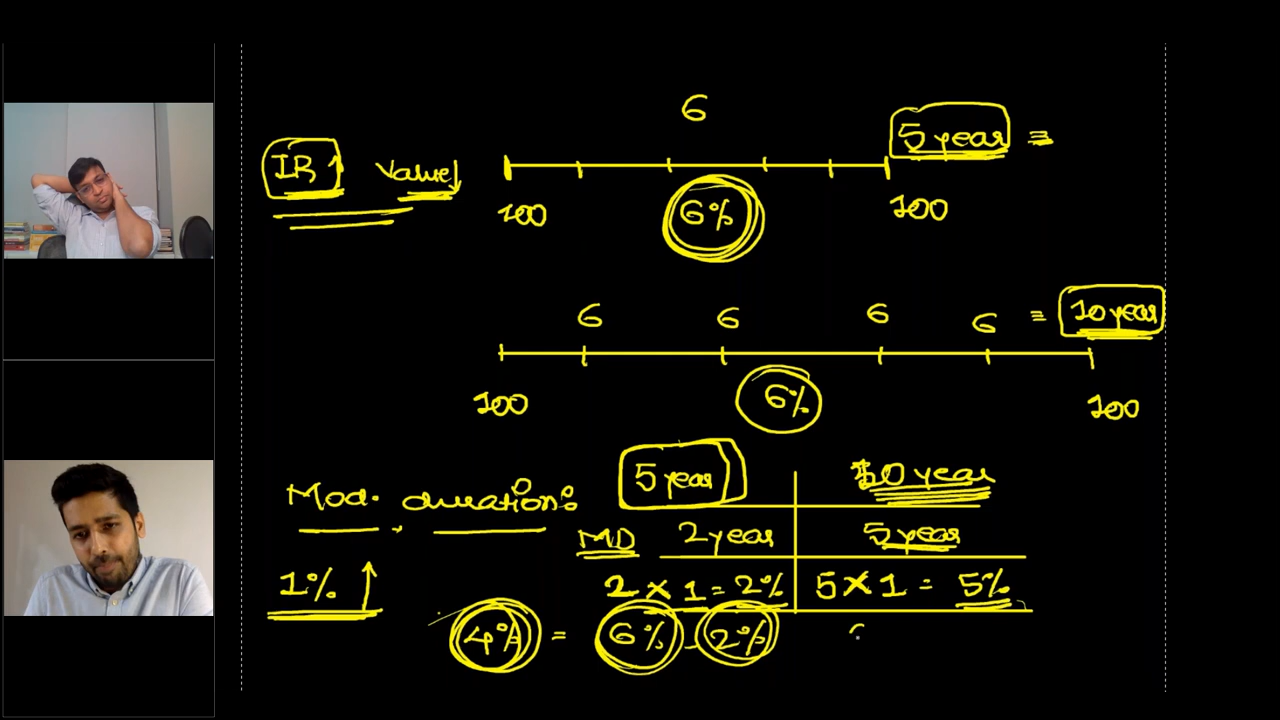 6
IR↑ Value↓
5 year ≡
100 6% 100
6 6 6 6 ≡ 10 year
100 6% 100
Mod. durations
5 year 10 year
MD 2 year 5 year
1% ↑ 2 × 1 = 2% 5 × 1 = 5%
4% = 6% - 2%